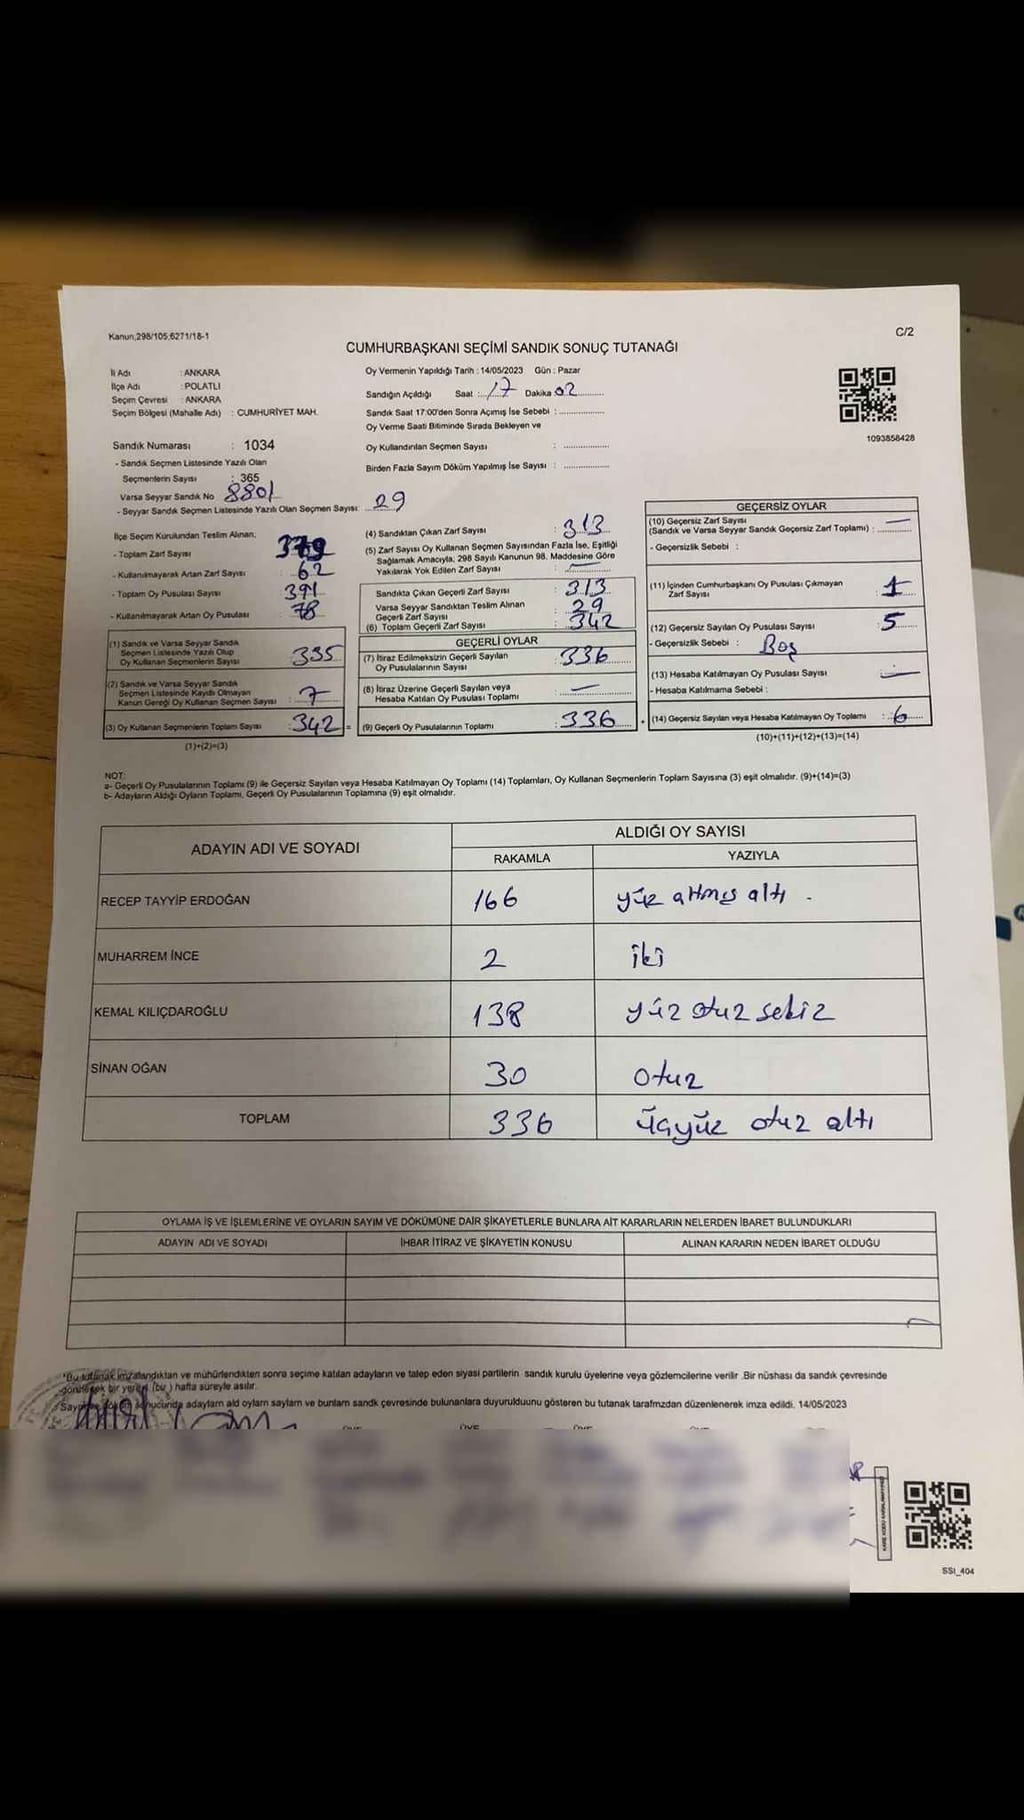 Kanun,298/105;6271/18-1
C/2
CUMHURBAŞKANI SEÇİMİ SANDIK SONUÇ TUTANAĞI
İl Adı : ANKARA
İlçe Adı : POLATLI
Seçim Çevresi : ANKARA
Seçim Bölgesi (Mahalle Adı) : CUMHURİYET MAH.
Sandık Numarası : 1034
- Sandık Seçmen Listesinde Yazılı Olan
Seçmenlerin Sayısı : 365
Varsa Seyyar Sandık No 8801
- Seyyar Sandık Seçmen Listesinde Yazılı Olan Seçmen Sayısı: 29
Oy Vermenin Yapıldığı Tarih : 14/05/2023 Gün : Pazar
Sandığın Açıldığı Saat : 17 Dakika : 02
Sandık Saat 17:00'den Sonra Açımış İse Sebebi :
Oy Verme Saati Bitiminde Sırada Bekleyen ve
Oy Kullandırılan Seçmen Sayısı :
Birden Fazla Sayım Döküm Yapılmış İse Sayısı :
1093858428
İlçe Seçim Kurulundan Teslim Alınan;
- Toplam Zarf Sayısı : 379
- Kullanılmayarak Artan Zarf Sayısı : 62
- Toplam Oy Pusulası Sayısı : 391
- Kullanılmayarak Artan Oy Pusulası : 78
(1) Sandık ve Varsa Seyyar Sandık
Seçmen Listesinde Yazılı Olup
Oy Kullanan Seçmenlerin Sayısı : 335
(2) Sandık ve Varsa Seyyar Sandık
Seçmen Listesinde Kaydı Olmayan
Kanun Gereği Oy Kullanan Seçmen Sayısı : 7
(3) Oy Kullanan Seçmenlerin Toplam Sayısı : 342 =
(1)+(2)=(3)
(4) Sandıktan Çıkan Zarf Sayısı : 313
(5) Zarf Sayısı Oy Kullanan Seçmen Sayısından Fazla İse, Eşitliği
Sağlamak Amacıyla, 298 Sayılı Kanunun 98. Maddesine Göre
Yakılarak Yok Edilen Zarf Sayısı : —
Sandıkta Çıkan Geçerli Zarf Sayısı : 313
Varsa Seyyar Sandıktan Teslim Alınan
Geçerli Zarf Sayısı : 29
(6) Toplam Geçerli Zarf Sayısı : 342
GEÇERLİ OYLAR
(7) İtiraz Edilmeksizin Geçerli Sayılan
Oy Pusulalarının Sayısı : 336
(8) İtiraz Üzerine Geçerli Sayılan veya
Hesaba Katılan Oy Pusulası Toplamı : —
(9) Geçerli Oy Pusulalarının Toplamı : 336
GEÇERSİZ OYLAR
(10) Geçersiz Zarf Sayısı
(Sandık ve Varsa Seyyar Sandık Geçersiz Zarf Toplamı) : —
- Geçersizlik Sebebi :
(11) İçinden Cumhurbaşkanı Oy Pusulası Çıkmayan
Zarf Sayısı : 1
(12) Geçersiz Sayılan Oy Pusulası Sayısı : 5
- Geçersizlik Sebebi : Boş
(13) Hesaba Katılmayan Oy Pusulası Sayısı : —
- Hesaba Katılmama Sebebi :
(14) Geçersiz Sayılan veya Hesaba Katılmayan Oy Toplamı : 6
(10)+(11)+(12)+(13)=(14)
NOT:
a- Geçerli Oy Pusulalarının Toplamı (9) ile Geçersiz Sayılan veya Hesaba Katılmayan Oy Toplamı (14) Toplamları, Oy Kullanan Seçmenlerin Toplam Sayısına (3) eşit olmalıdır. (9)+(14)=(3)
b- Adayların Aldığı Oyların Toplamı, Geçerli Oy Pusulalarının Toplamına (9) eşit olmalıdır.
ADAYIN ADI VE SOYADI
ALDIĞI OY SAYISI
RAKAMLA YAZIYLA
RECEP TAYYİP ERDOĞAN 166 yüz atmış altı
MUHARREM İNCE 2 iki
KEMAL KILIÇDAROĞLU 138 yüz otuz sekiz
SİNAN OĞAN 30 otuz
TOPLAM 336 üçyüz otuz altı
OYLAMA İŞ VE İŞLEMLERİNE VE OYLARIN SAYIM VE DÖKÜMÜNE DAİR ŞİKAYETLERLE BUNLARA AİT KARARLARIN NELERDEN İBARET BULUNDUKLARI
ADAYIN ADI VE SOYADI İHBAR İTİRAZ VE ŞİKAYETİN KONUSU ALINAN KARARIN NEDEN İBARET OLDUĞU
"Bu tutanak imzalandıktan ve mühürlendikten sonra seçime katılan adayların ve talep eden siyasi partilerin sandık kurulu üyelerine veya gözlemcilerine verilir .Bir nüshası da sandık çevresinde
bir yere (bir) hafta süreyle asılır.
sonucunda adayların ald oyların sayların ve bunların sandk çevresinde bulunanlara duyurulduunu gösteren bu tutanak tarafmzdan düzenlenerek imza edildi. 14/05/2023
SSI_404